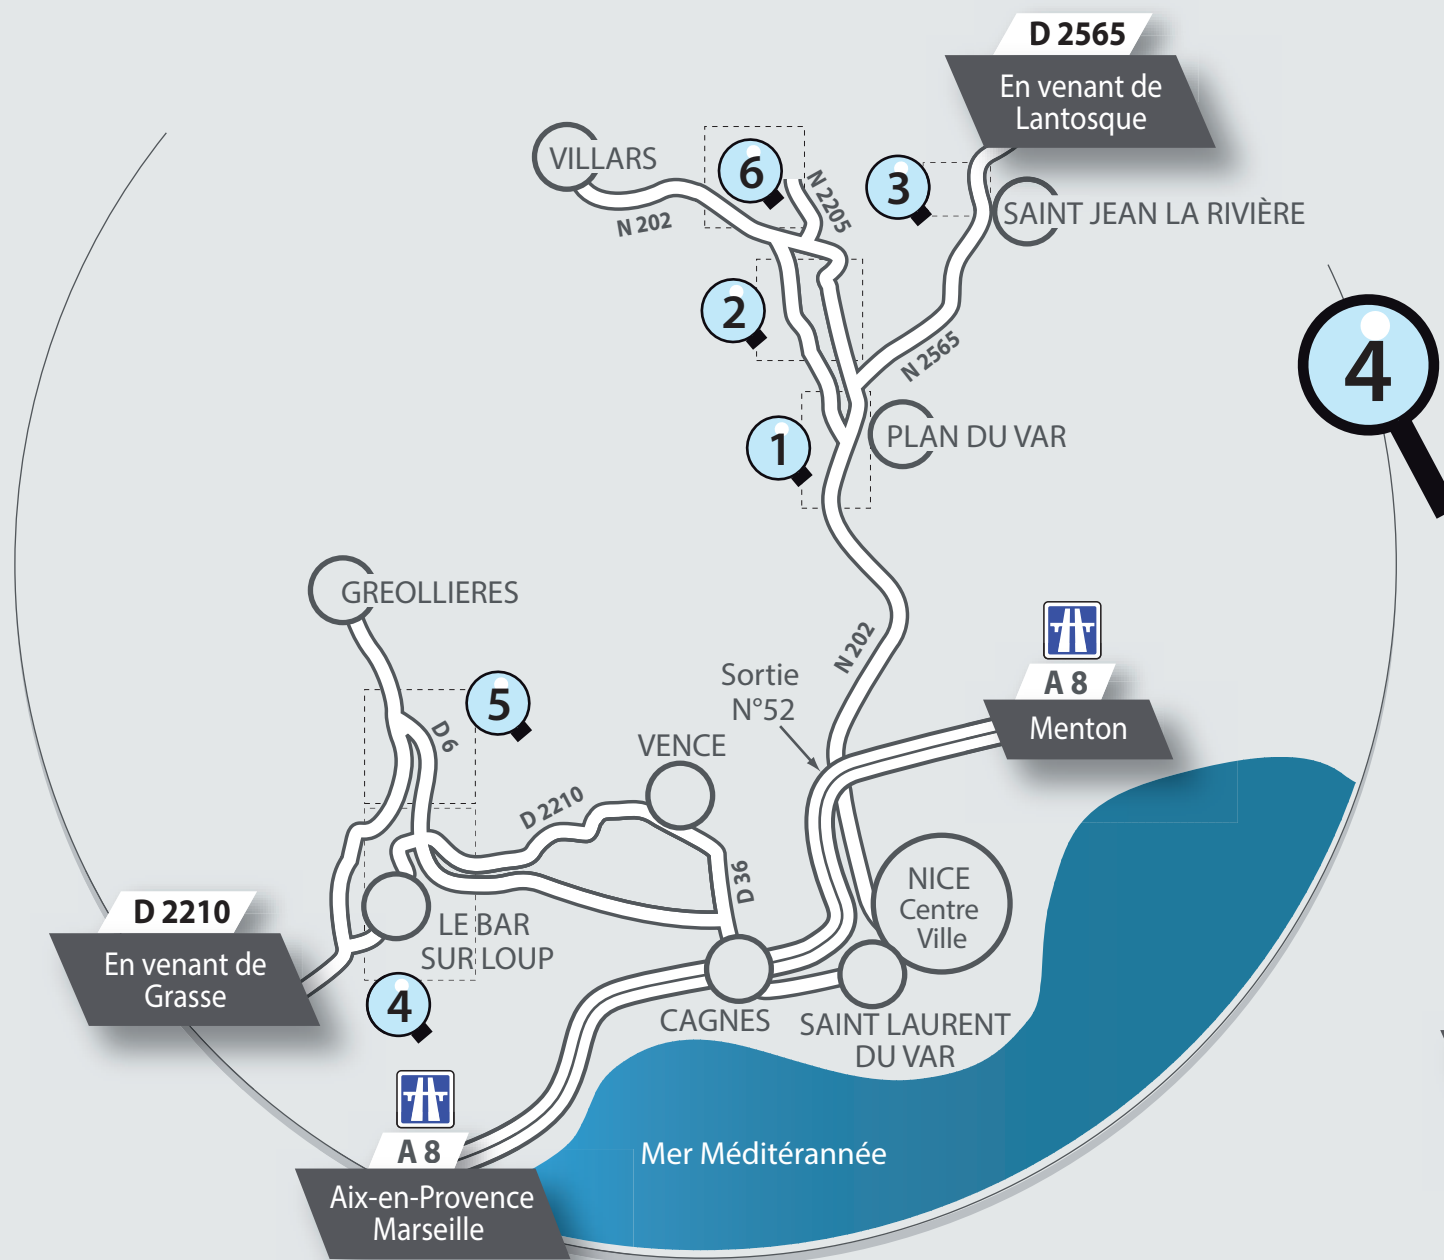 D 2565
En venant de
Lantosque
VILLARS
6
N 2205
3
N 202
SAINT JEAN LA RIVIÈRE
2
N 2565
4
1
PLAN DU VAR
GREOLLIERES
N 202
A 8
Menton
Sortie
N°52
5
D 6
VENCE
D 2210
D 36
NICE
Centre
Ville
D 2210
En venant de
Grasse
LE BAR
SUR LOUP
4
CAGNES
SAINT LAURENT
DU VAR
A 8
Aix-en-Provence
Marseille
Mer Méditérannée